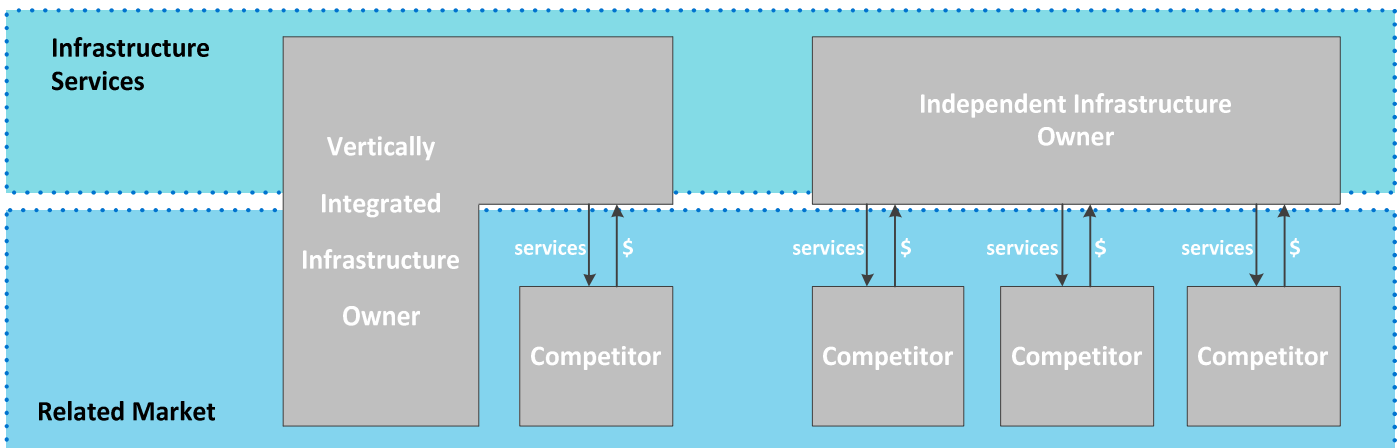 Infrastructure
Services
Vertically
Integrated
Infrastructure
Owner
Independent Infrastructure
Owner
services $
services $
services $
services $
Competitor
Competitor
Competitor
Competitor
Related Market